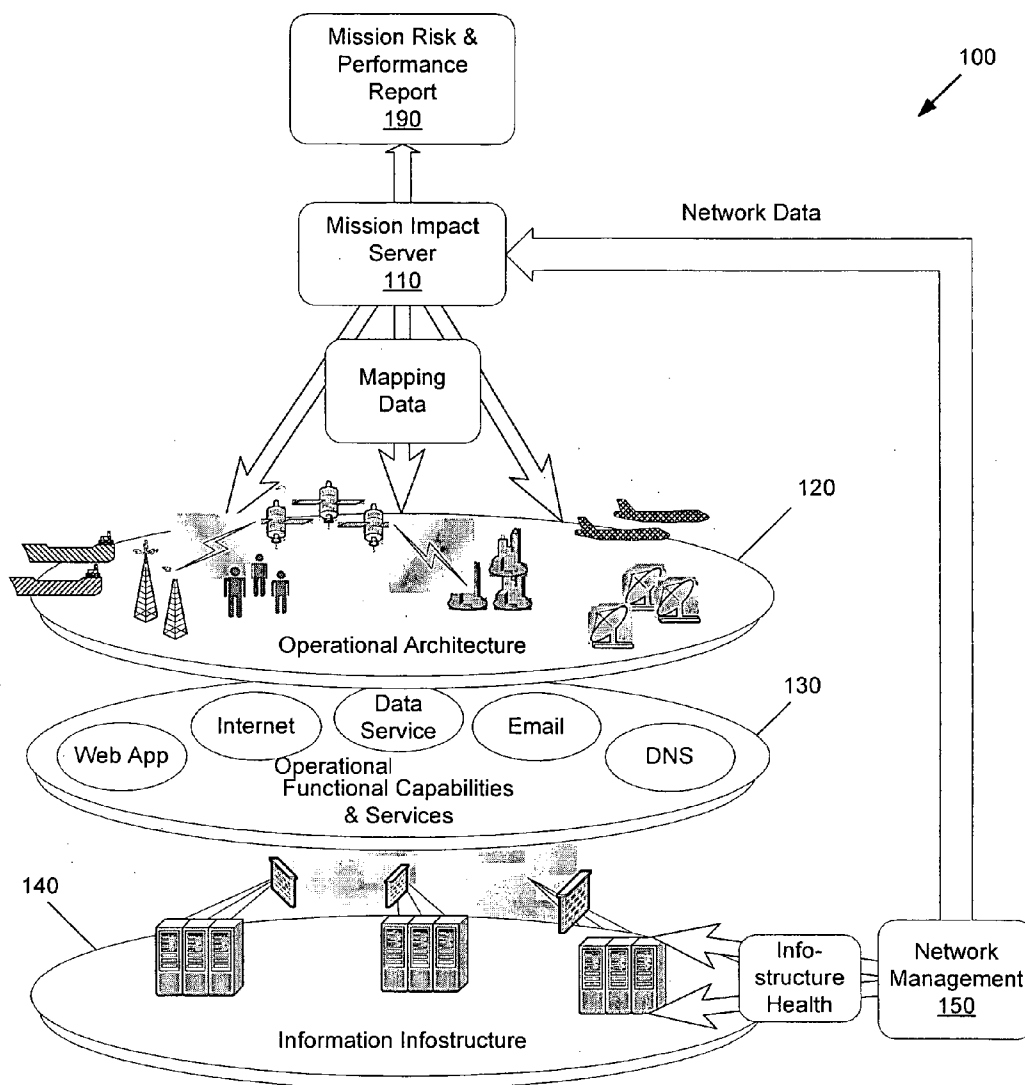 Mission Risk &
Performance
Report
190
100
Mission Impact
Server
110
Network Data
Mapping
Data
120
Operational Architecture
130
Data
Service
Internet
Email
Web App
DNS
Operational
Functional Capabilities
& Services
140
Info-
structure
Health
Network
Management
150
Information Infostructure